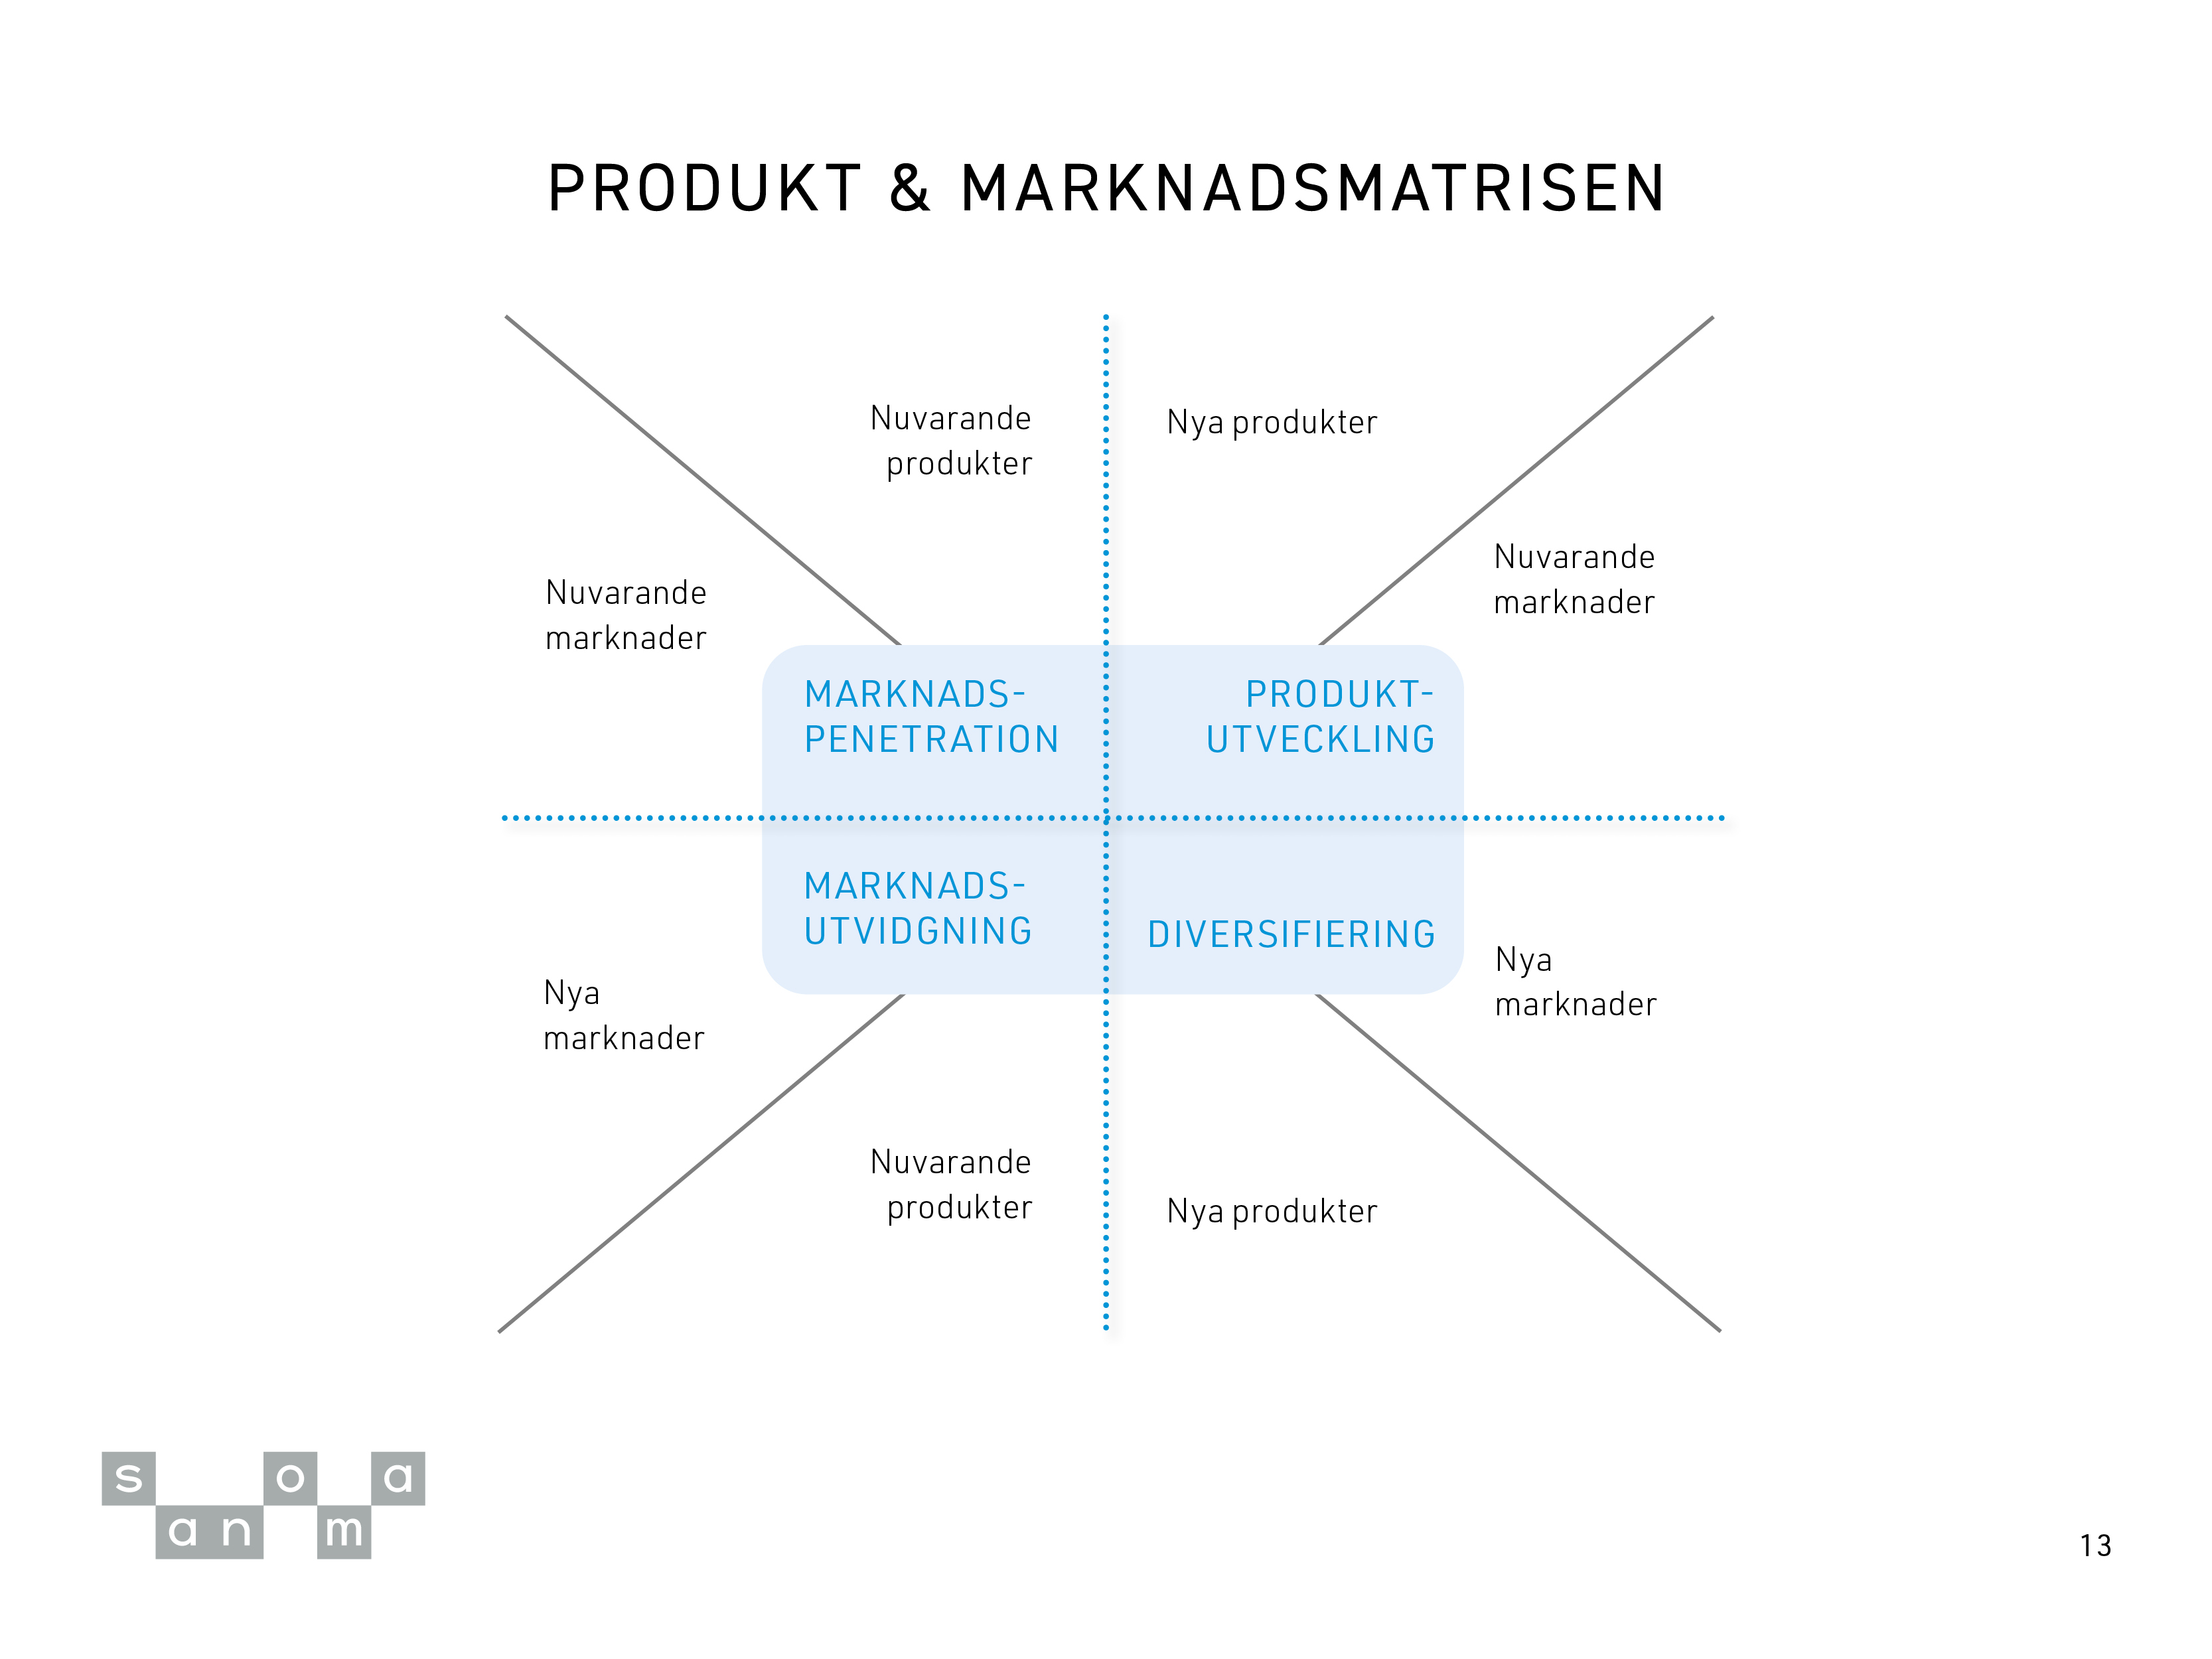 PRODUKT & MARKNADSMATRISEN
Nuvarande
produkter
Nya produkter
Nuvarande
marknader
Nuvarande
marknader
MARKNADS-
PENETRATION
PRODUKT-
UTVECKLING
MARKNADS-
UTVIDGNING
DIVERSIFIERING
Nya
marknader
Nya
marknader
Nuvarande
produkter
Nya produkter
sanoma
13